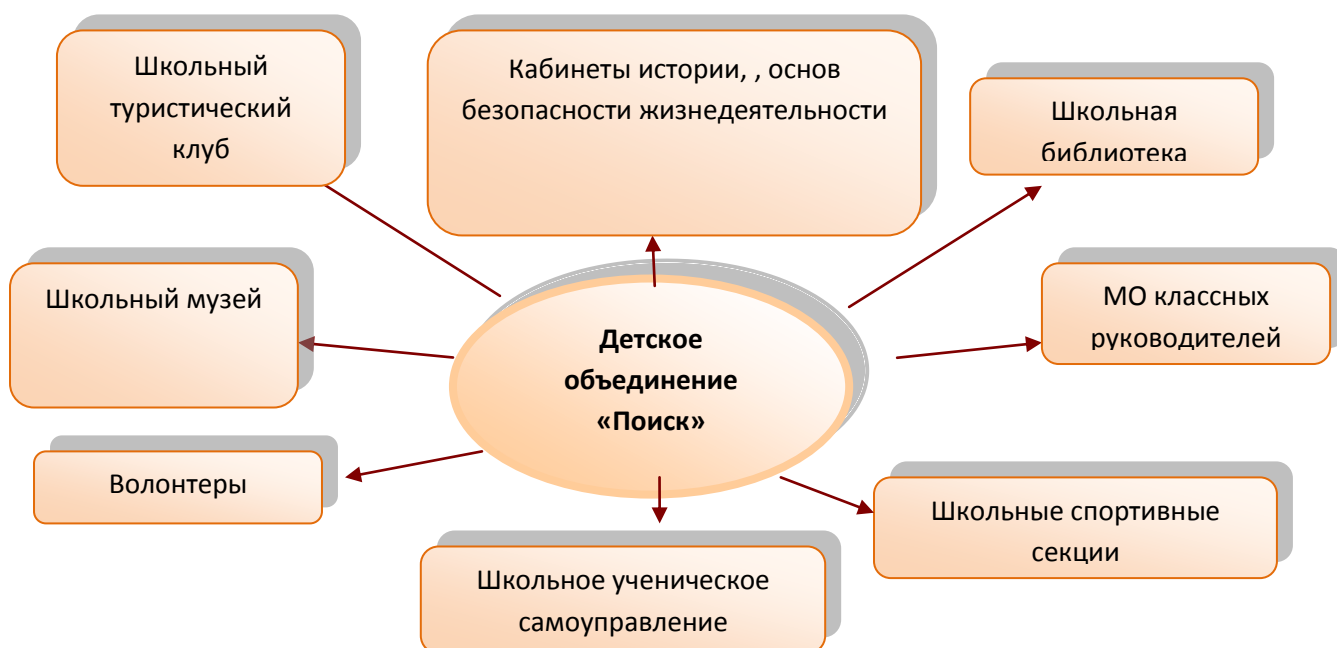 Школьный
туристический
клуб
Кабинеты истории, , основ
безопасности жизнедеятельности
Школьная
библиотека
Школьный музей
Детское
объединение
«Поиск»
МО классных
руководителей
Волонтеры
Школьные спортивные
секции
Школьное ученическое
самоуправление